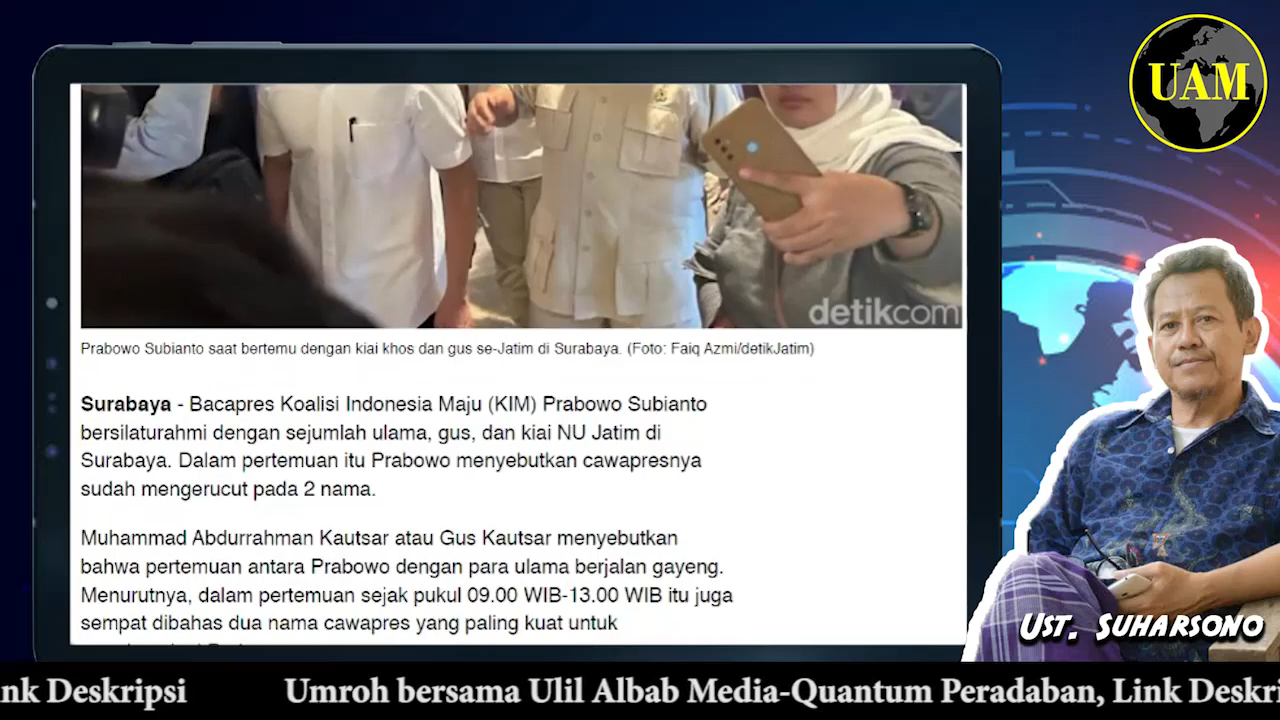 UAM
detikcom
Prabowo Subianto saat bertemu dengan kiai khos dan gus se-Jatim di Surabaya. (Foto: Faiq Azmi/detikJatim)
Surabaya - Bacapres Koalisi Indonesia Maju (KIM) Prabowo Subianto
bersilaturahmi dengan sejumlah ulama, gus, dan kiai NU Jatim di
Surabaya. Dalam pertemuan itu Prabowo menyebutkan cawapresnya
sudah mengerucut pada 2 nama.
Muhammad Abdurrahman Kautsar atau Gus Kautsar menyebutkan
bahwa pertemuan antara Prabowo dengan para ulama berjalan gayeng.
Menurutnya, dalam pertemuan sejak pukul 09.00 WIB-13.00 WIB itu juga
sempat dibahas dua nama cawapres yang paling kuat untuk
Ust. Suharsono
nk Deskripsi Umroh bersama Ulil Albab Media-Quantum Peradaban, Link Deskri